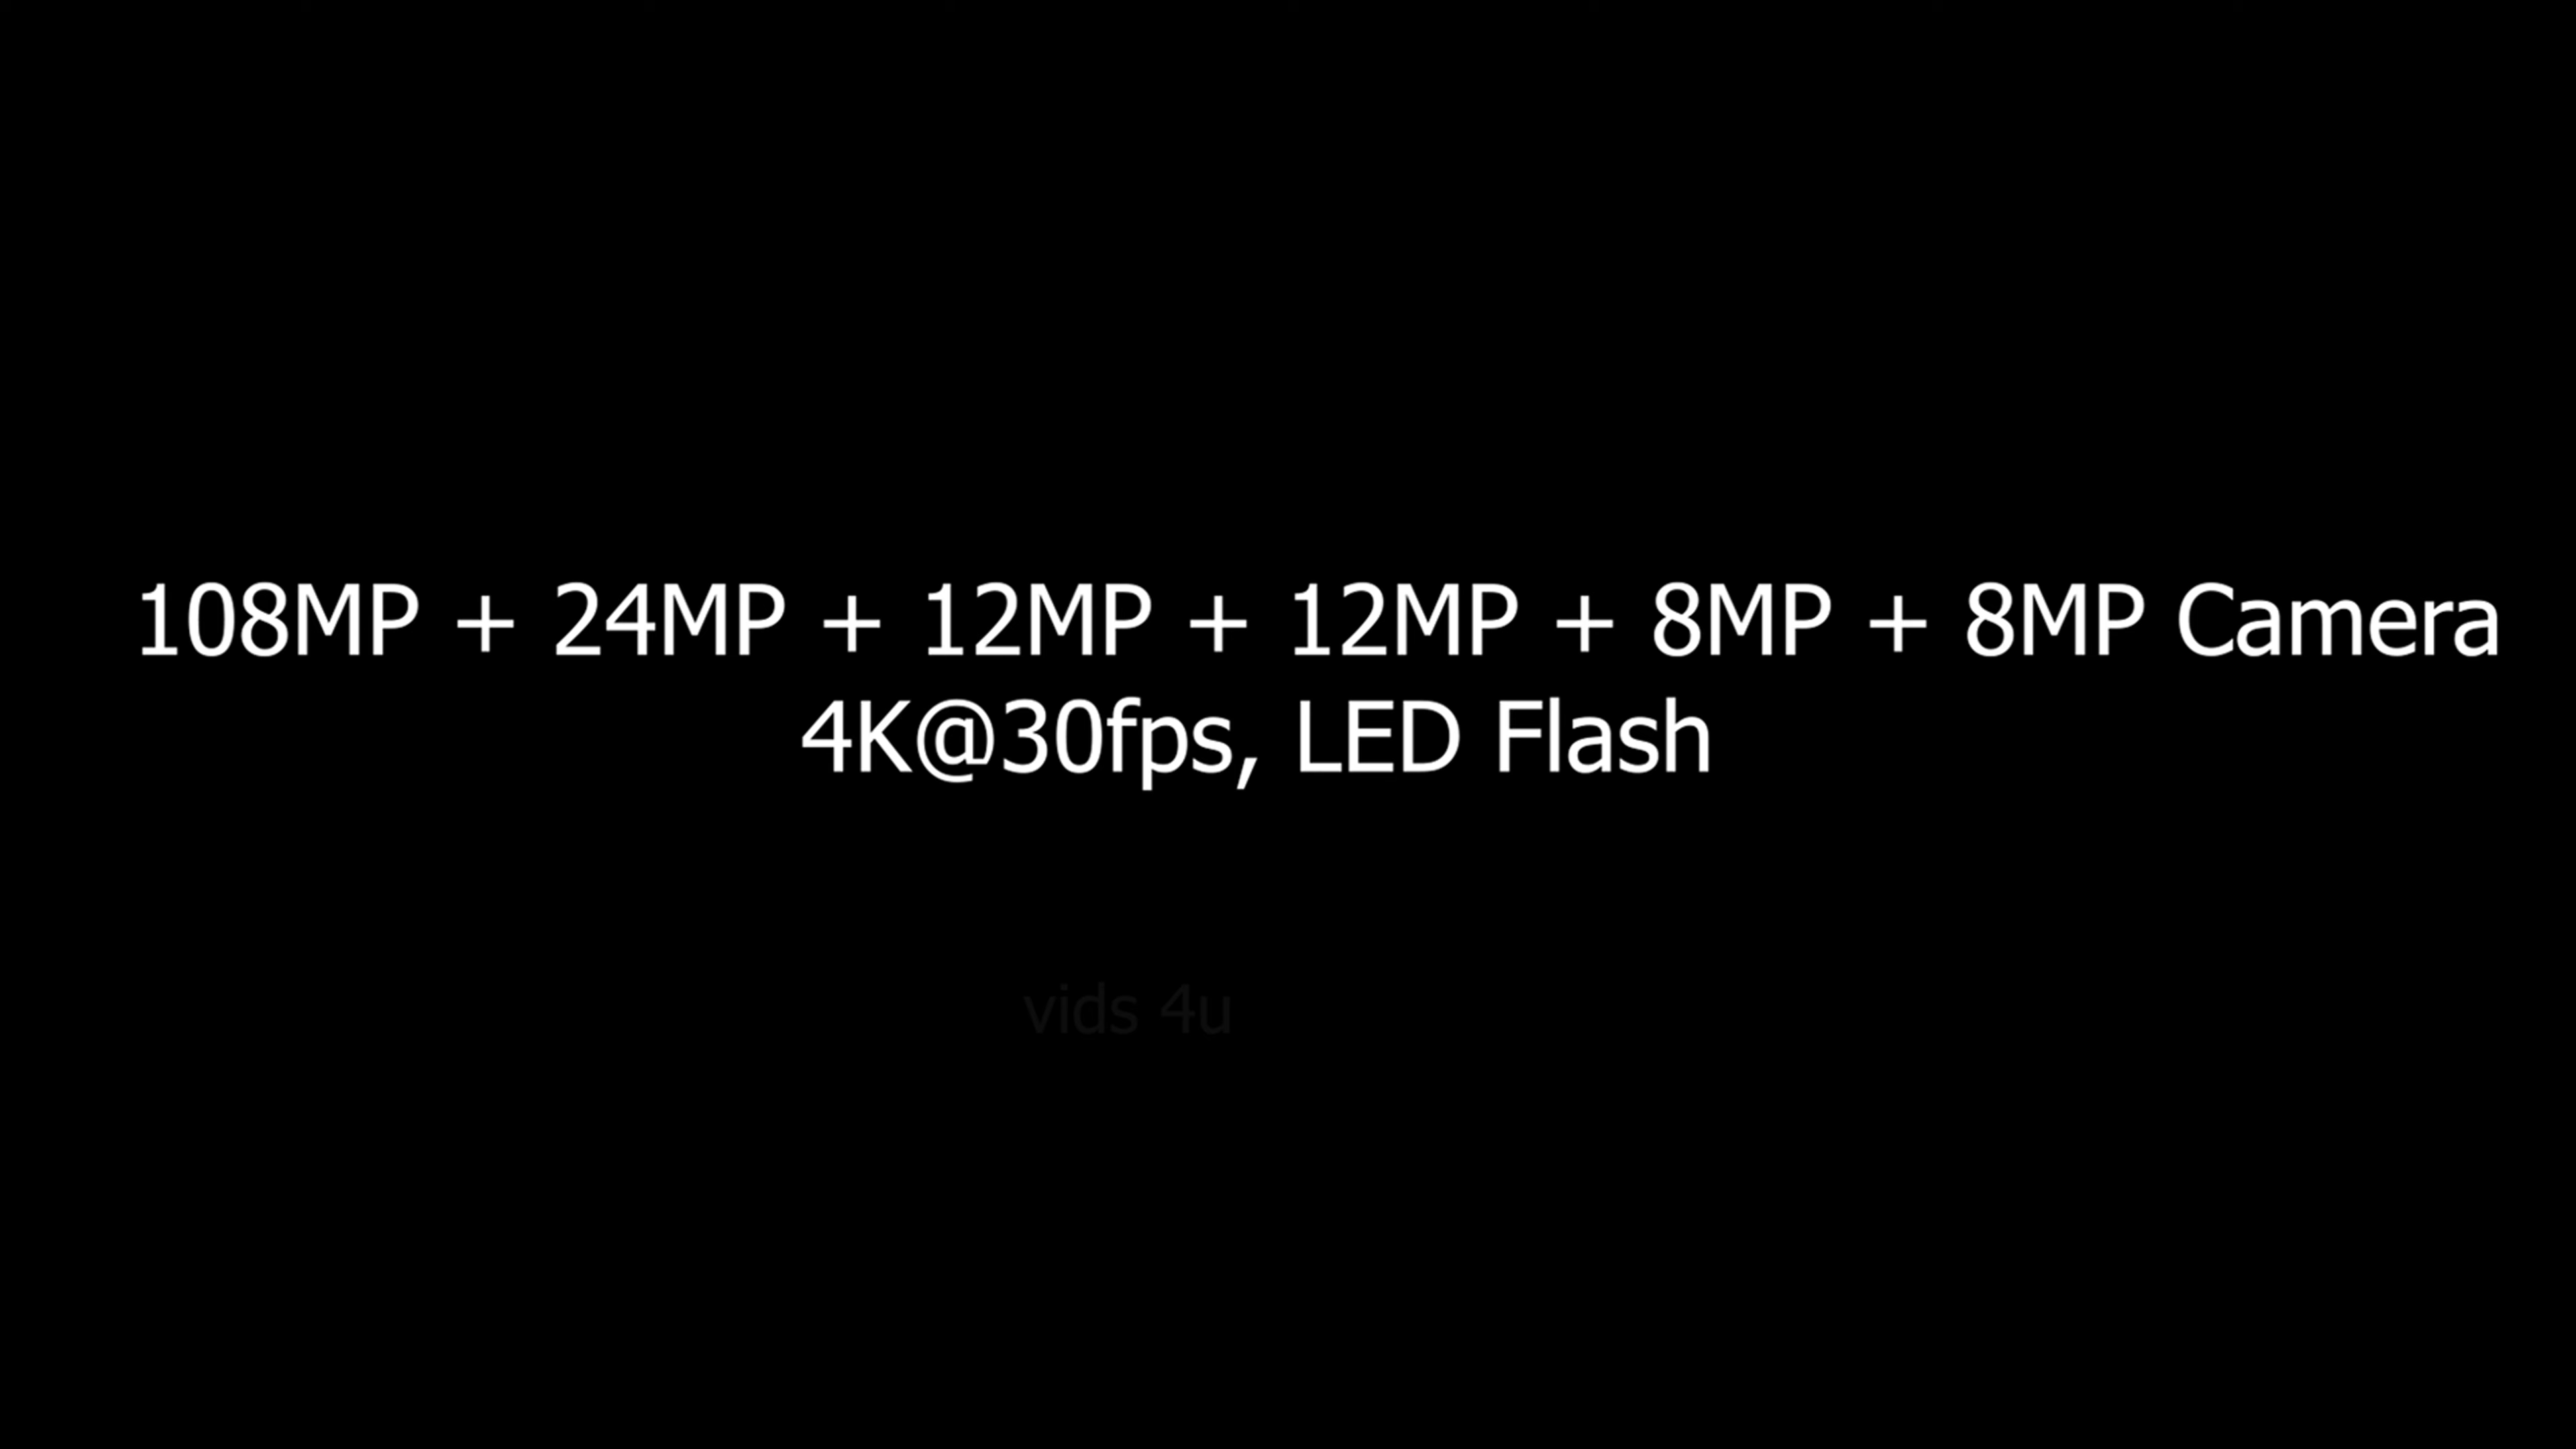 108MP + 24MP + 12MP + 12MP + 8MP + 8MP Camera
4K@30fps, LED Flash
vids 4u